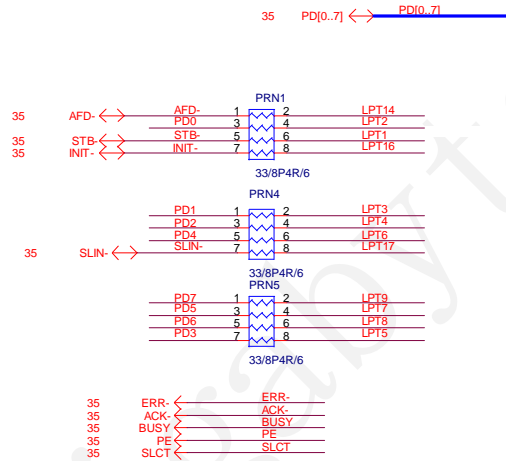 35 PD[0..7] PD[0..7]
PRN1
35 AFD- AFD- 1 2 LPT14
PD0 3 4 LPT2
35 STB- STB- 5 6 LPT1
35 INIT- INIT- 7 8 LPT16
33/8P4R/6
PRN4
PD1 1 2 LPT3
PD2 3 4 LPT4
PD4 5 6 LPT6
35 SLIN- SLIN- 7 8 LPT17
33/8P4R/6
PRN5
PD7 1 2 LPT9
PD5 3 4 LPT7
PD6 5 6 LPT8
PD3 7 8 LPT5
33/8P4R/6
35 ERR- ERR-
35 ACK- ACK-
35 BUSY BUSY
35 PE PE
35 SLCT SLCT